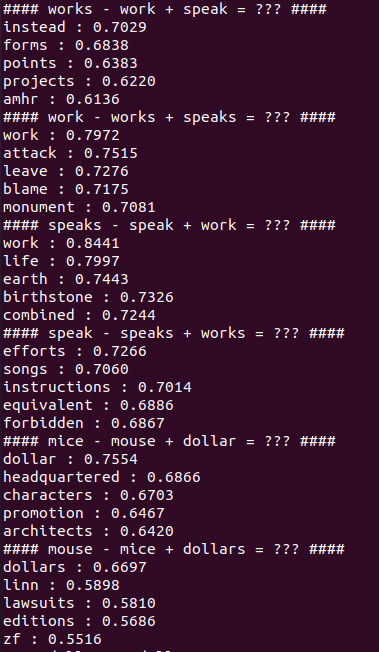 #### works - work + speak = ??? ####
instead : 0.7029
forms : 0.6838
points : 0.6383
projects : 0.6220
amhr : 0.6136
#### work - works + speaks = ??? ####
work : 0.7972
attack : 0.7515
leave : 0.7276
blame : 0.7175
monument : 0.7081
#### speaks - speak + work = ??? ####
work : 0.8441
life : 0.7997
earth : 0.7443
birthstone : 0.7326
combined : 0.7244
#### speak - speaks + works = ??? ####
efforts : 0.7266
songs : 0.7060
instructions : 0.7014
equivalent : 0.6886
forbidden : 0.6867
#### mice - mouse + dollar = ??? ####
dollar : 0.7554
headquartered : 0.6866
characters : 0.6703
promotion : 0.6467
architects : 0.6420
#### mouse - mice + dollars = ??? ####
dollars : 0.6697
linn : 0.5898
lawsuits : 0.5810
editions : 0.5686
zf : 0.5516